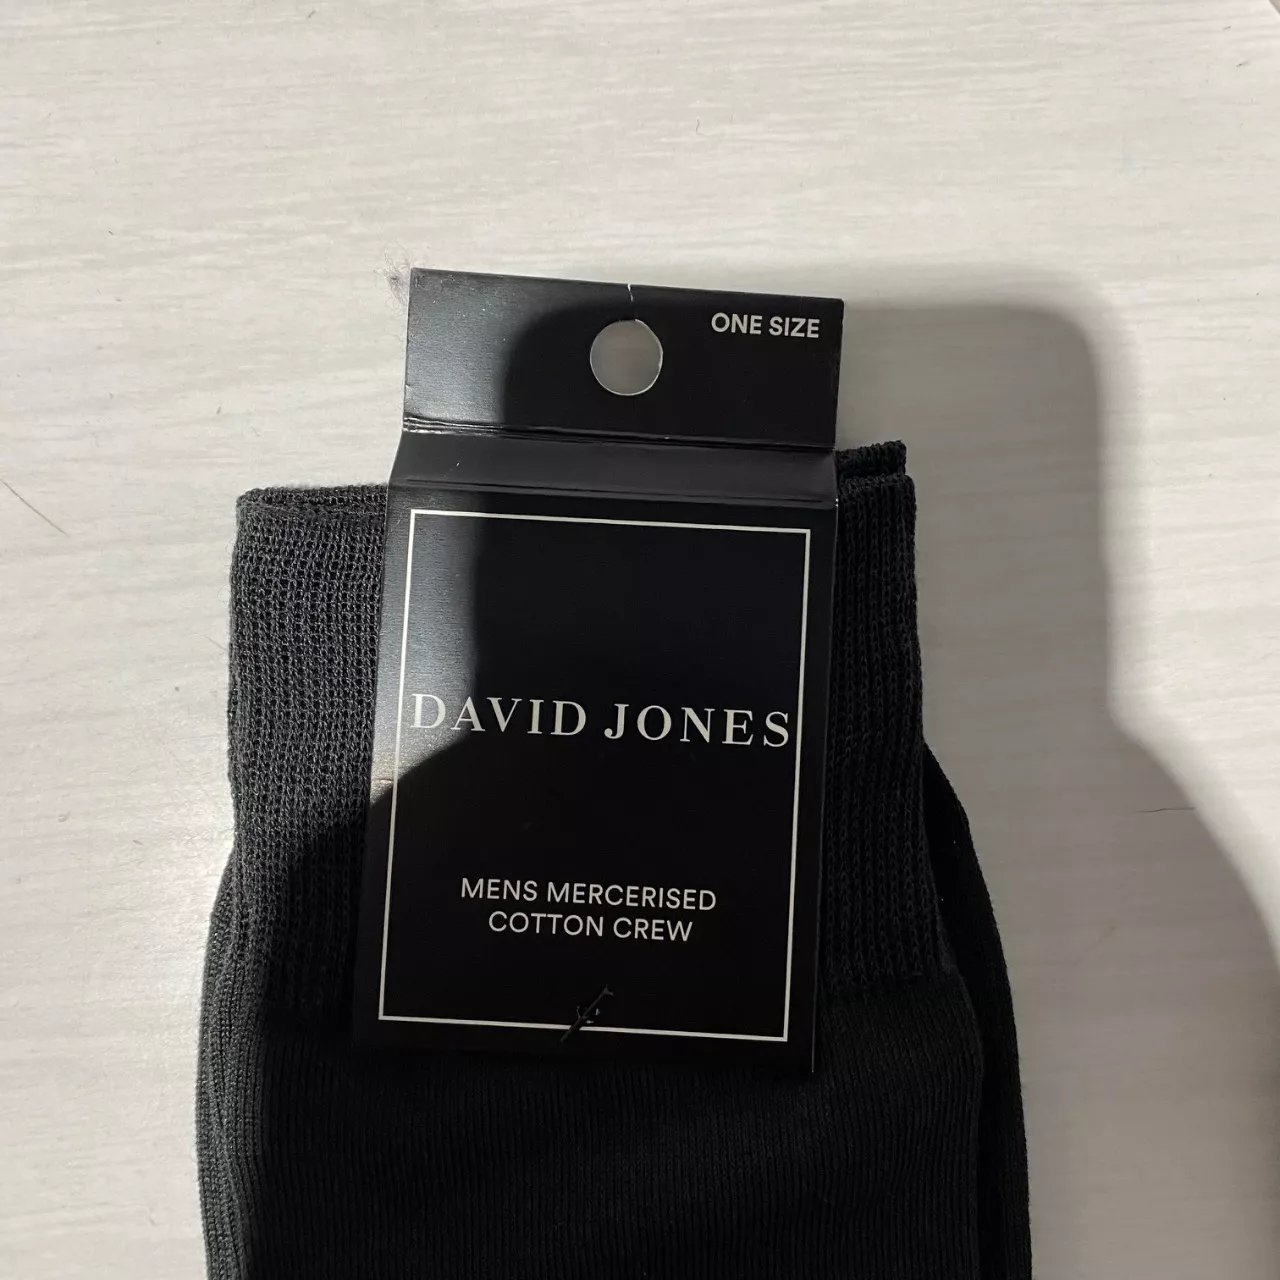 ONE SIZE
DAVID JONES
MENS MERCERISED
COTTON CREW